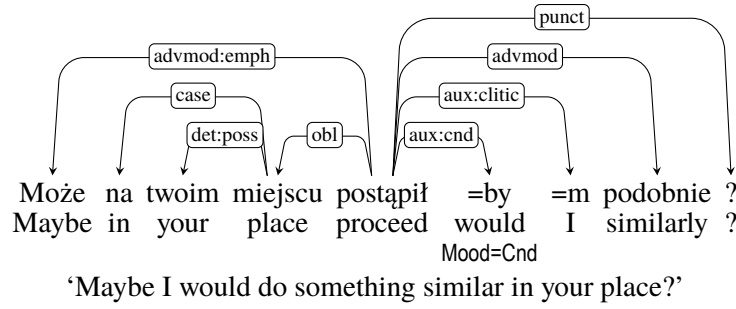 punct
advmod:emph advmod
case aux:clitic
det:poss obl aux:cnd
Może na twoim miejscu postąpił =by =m podobnie ?
Maybe in your place proceed would I similarly ?
Mood=Cnd
‘Maybe I would do something similar in your place?’